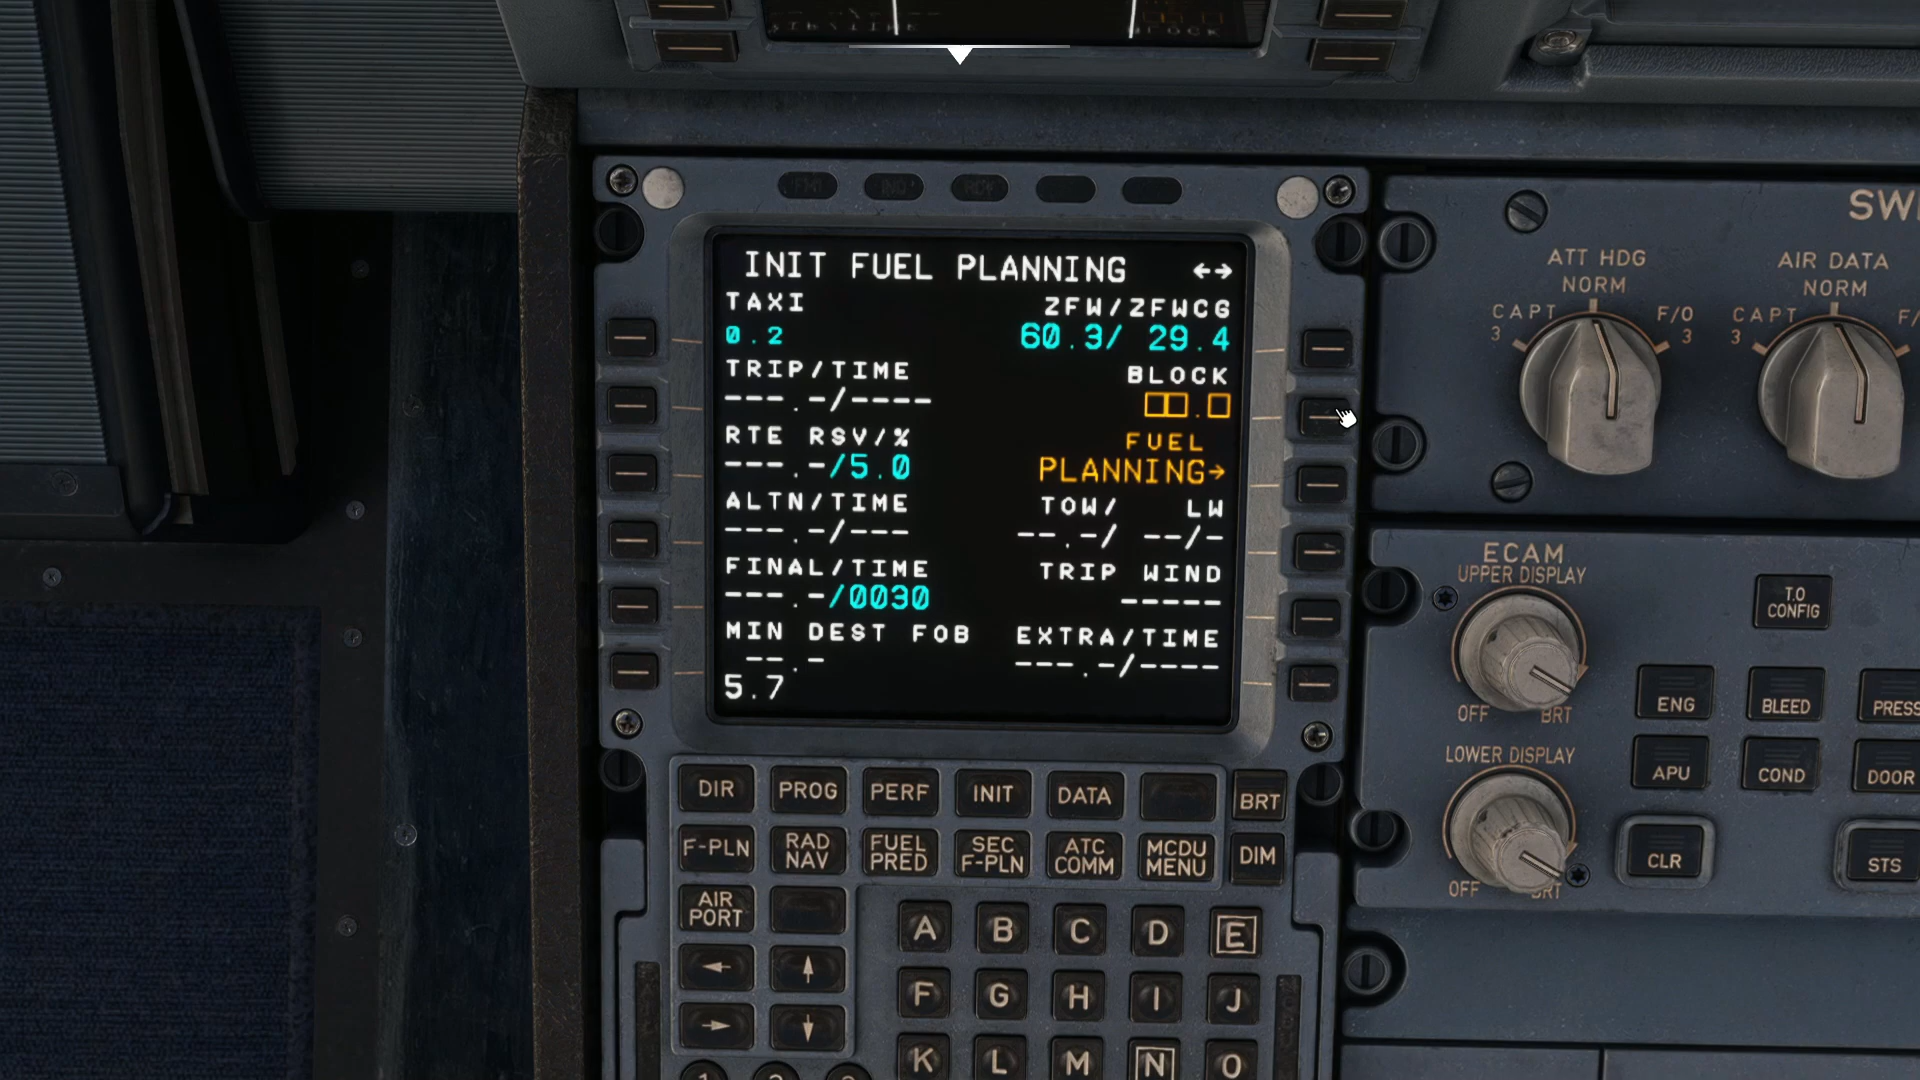 INIT FUEL PLANNING ←→
TAXI ZFW/ZFWCG
0.2 60.3/ 29.4
TRIP/TIME BLOCK
---.-/---- □□.□
RTE RSV/% FUEL
---.-/5.0 PLANNING→
ALTN/TIME TOW/ LW
---.-/--- --.-/ --/-
FINAL/TIME TRIP WIND
---.-/0030 -----
MIN DEST FOB EXTRA/TIME
--.- ---.-/----
5.7
DIR PROG PERF INIT DATA BRT
F-PLN RAD NAV FUEL PRED SEC F-PLN ATC COMM MCDU MENU DIM
AIR PORT
← ↑
→ ↓
A B C D E
F G H I J
K L M N O
ATT HDG
NORM
CAPT F/O
3 3
AIR DATA
NORM
CAPT
3
ECAM
UPPER DISPLAY
OFF BRT
T.O CONFIG
LOWER DISPLAY
OFF BRT
ENG BLEED PRESS
APU COND DOOR
CLR STS